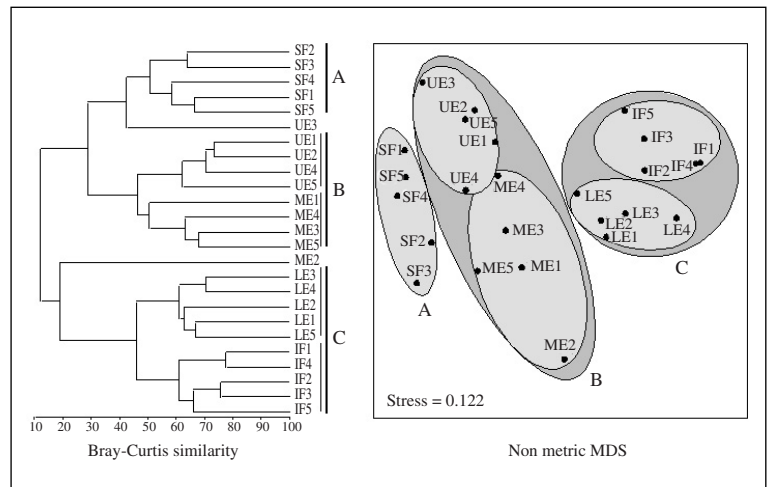 SF2
SF3
SF4
SF1
SF5
UE3
UE1
UE2
UE4
UE5
ME1
ME4
ME3
ME5
ME2
LE3
LE4
LE2
LE1
LE5
IF1
IF4
IF2
IF3
IF5
A
B
C
10 20 30 40 50 60 70 80 90 100
Bray-Curtis similarity
UE3
UE2
UE5
UE1
SF1
SF5
SF4
UE4
ME4
SF2
SF3
ME3
ME5 ME1
ME2
IF5
IF3
IF1
IF2 IF4
LE5
LE3
LE2
LE1
LE4
A
B
C
Stress = 0.122
Non metric MDS